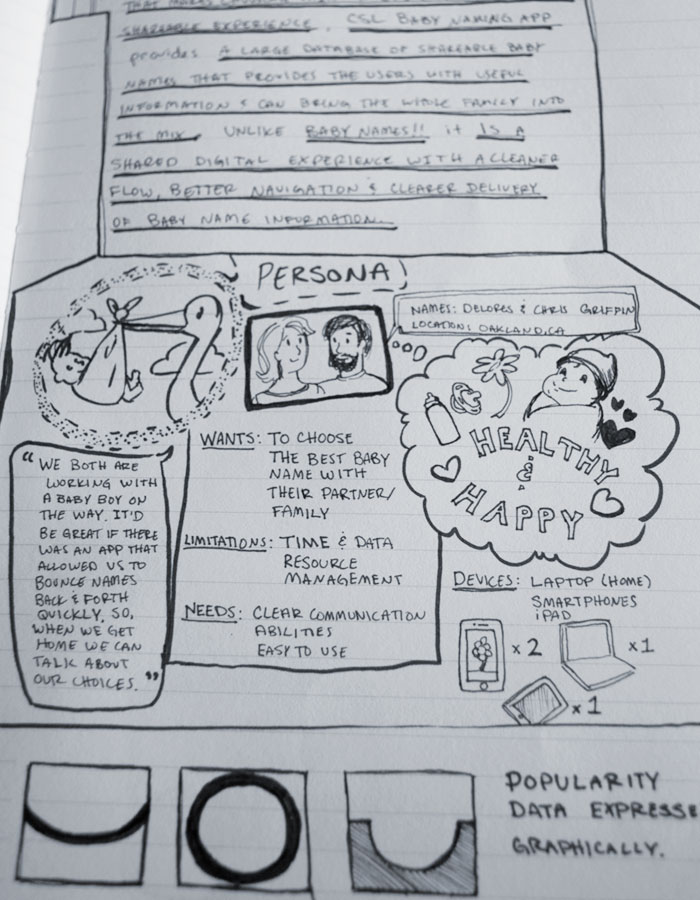 THAT MAKES
SHAREABLE EXPERIENCE. CSL BABY NAMING APP
provides A LARGE DATABASE OF SHAREABLE BABY
NAMES THAT PROVIDES THE USERS WITH USEFUL
INFORMATION & CAN BRING THE WHOLE FAMILY INTO
THE MIX. UNLIKE BABY NAMES!! it IS A
SHARED DIGITAL EXPERIENCE WITH A CLEANER
FLOW, BETTER NAVIGATION & CLEARER DELIVERY
OF BABY NAME INFORMATION.
PERSONA
NAMES: DELORES & CHRIS GRIFFIN
LOCATION: OAKLAND, CA
HEALTHY
&
HAPPY
"WE BOTH ARE
WORKING WITH
A BABY BOY ON
THE WAY. IT'D
BE GREAT IF THERE
WAS AN APP THAT
ALLOWED US TO
BOUNCE NAMES
BACK & FORTH
QUICKLY. SO,
WHEN WE GET
HOME WE CAN
TALK ABOUT
OUR CHOICES."
WANTS: TO CHOOSE
THE BEST BABY
NAME WITH
THEIR PARTNER/
FAMILY
LIMITATIONS: TIME & DATA
RESOURCE
MANAGEMENT
NEEDS: CLEAR COMMUNICATION
ABILITIES
EASY TO USE
DEVICES: LAPTOP (HOME)
SMARTPHONES
iPAD
x 2
x 1
x 1
POPULARITY
DATA EXPRESSE
GRAPHICALLY.